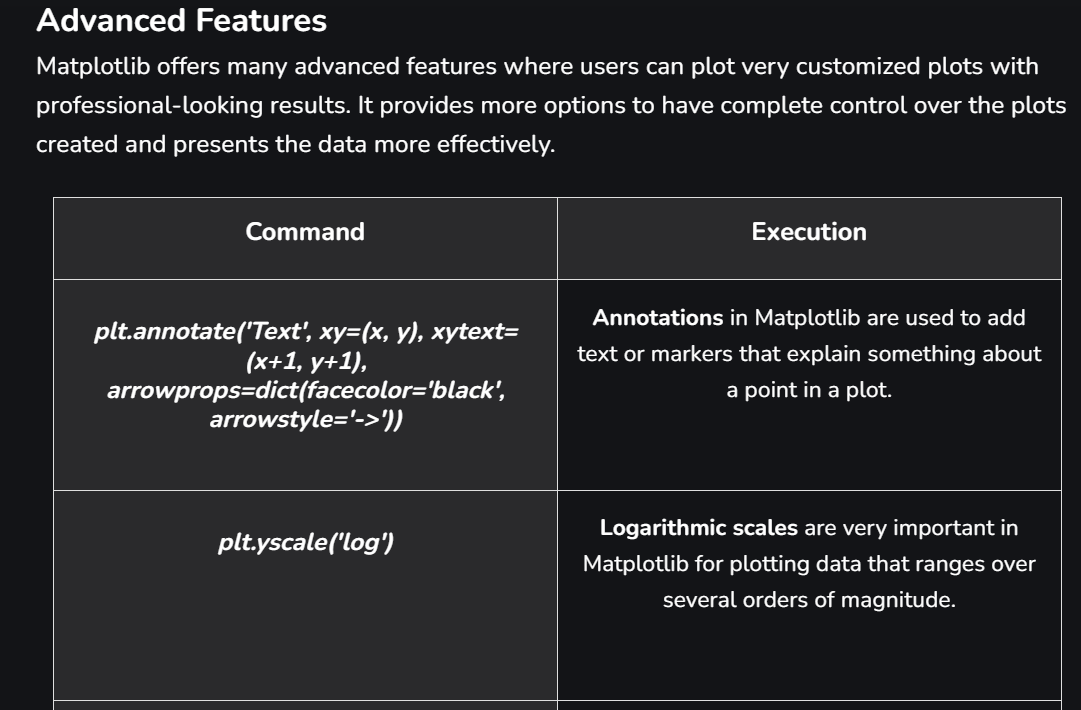 Advanced Features
Matplotlib offers many advanced features where users can plot very customized plots with
professional-looking results. It provides more options to have complete control over the plots
created and presents the data more effectively.
Command
Execution
plt.annotate('Text', xy=(x, y), xytext=
(x+1, y+1),
arrowprops=dict(facecolor='black',
arrowstyle='->'))
Annotations in Matplotlib are used to add
text or markers that explain something about
a point in a plot.
plt.yscale('log')
Logarithmic scales are very important in
Matplotlib for plotting data that ranges over
several orders of magnitude.